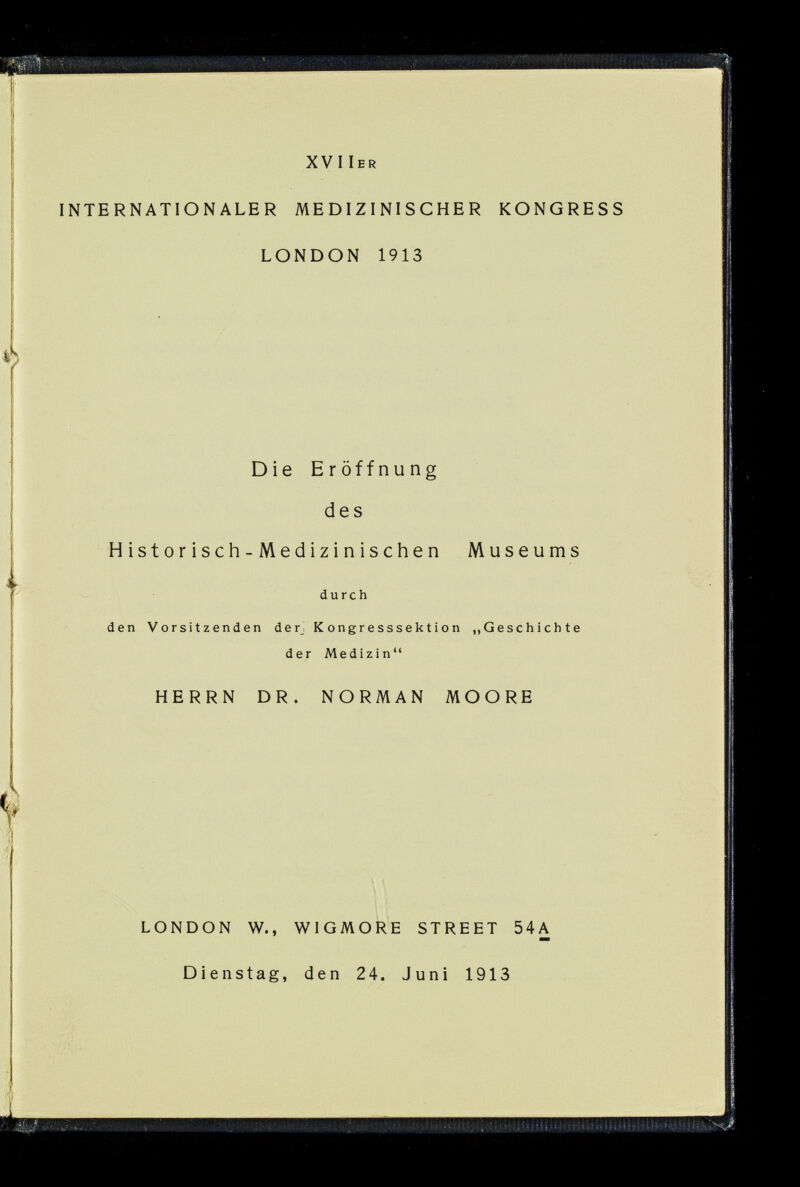 XVIIER
INTERNATIONALER MEDIZINISCHER KONGRESS
LONDON 1913
Die Eröffnung
des
Historisch-Medizinischen Museums
durch
den Vorsitzenden der Kongresssektion „Geschichte
der Medizin“
HERRN DR. NORMAN MOORE
LONDON W., WIGMORE STREET 54A
Dienstag, den 24. Juni 1913